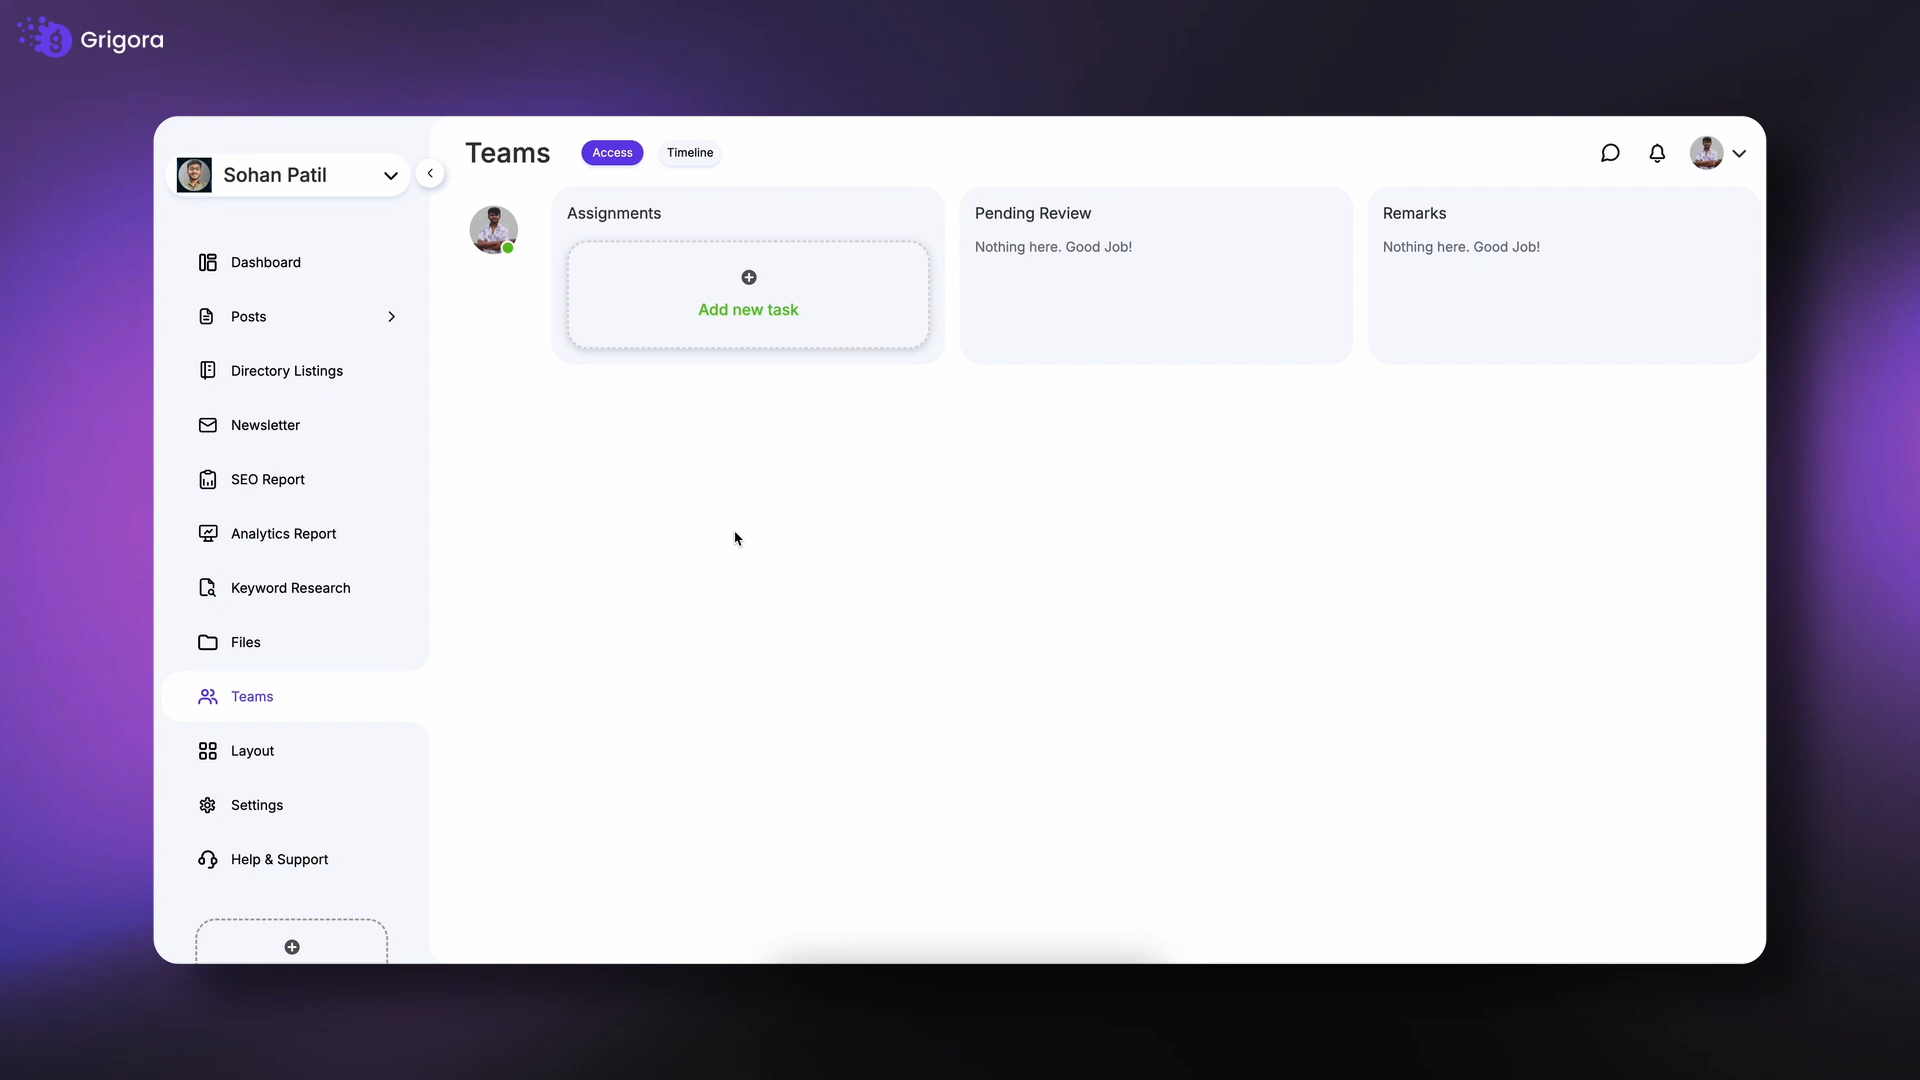 Grigora
Sohan Patil
Dashboard
Posts
Directory Listings
Newsletter
SEO Report
Analytics Report
Keyword Research
Files
Teams
Layout
Settings
Help & Support
Teams
Access
Timeline
Assignments
Add new task
Pending Review
Nothing here. Good Job!
Remarks
Nothing here. Good Job!